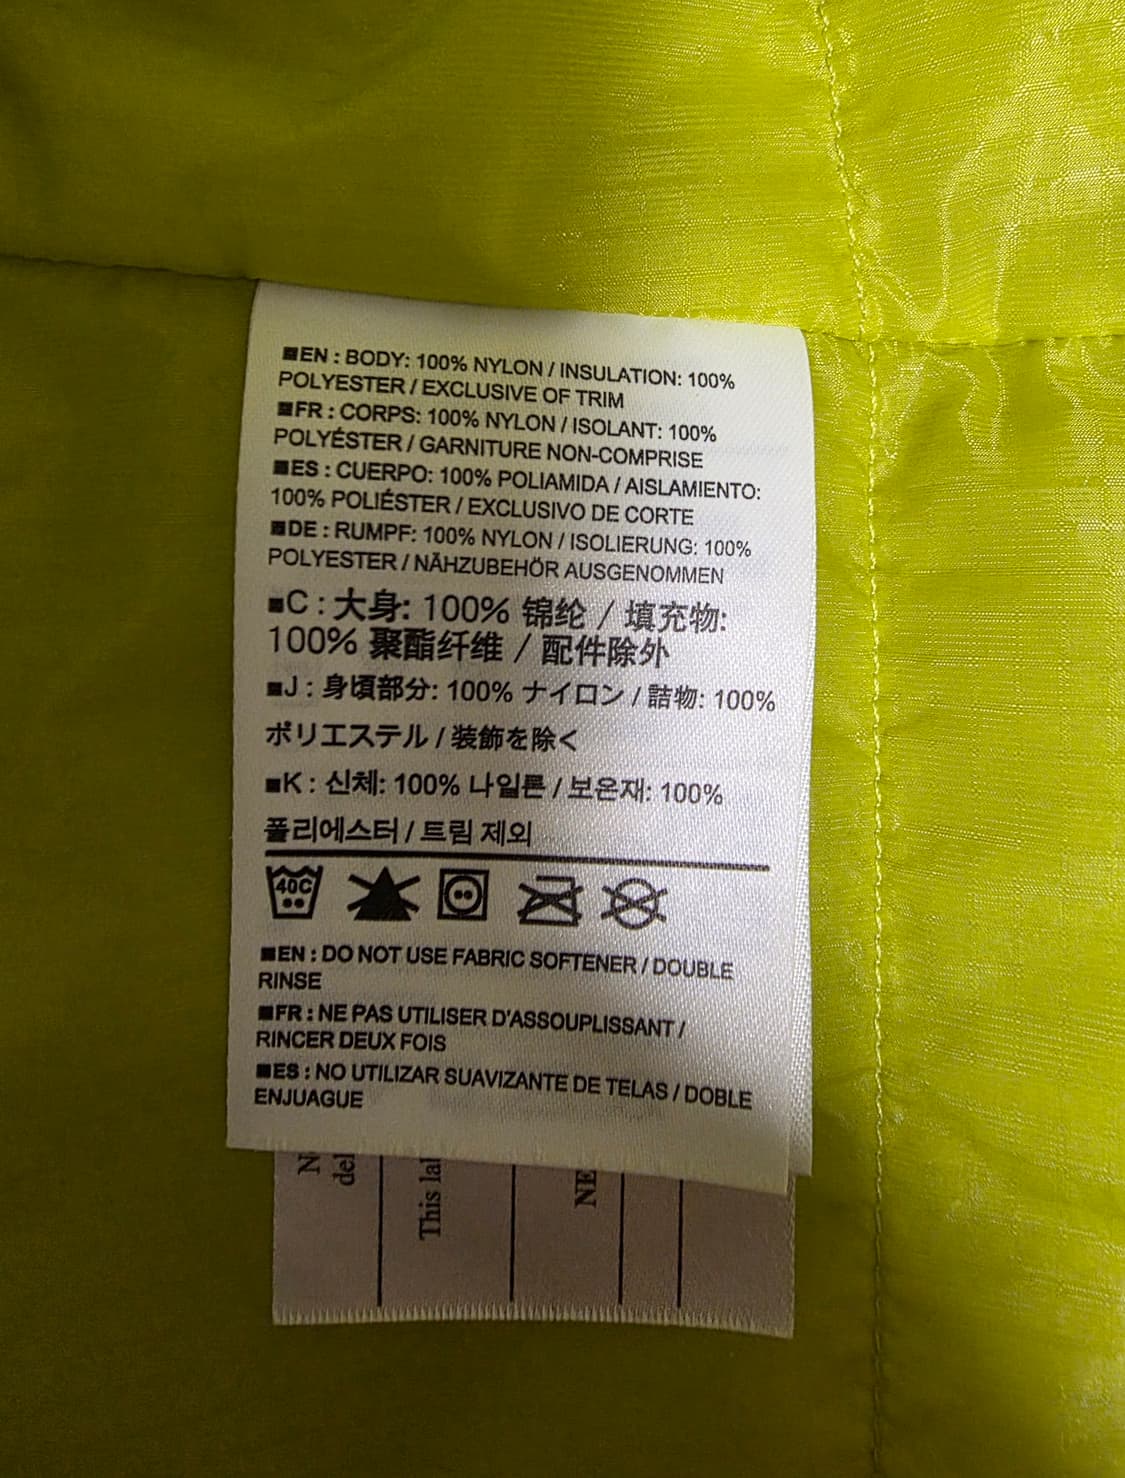 ■EN : BODY: 100% NYLON / INSULATION: 100%
POLYESTER / EXCLUSIVE OF TRIM
■FR : CORPS: 100% NYLON / ISOLANT: 100%
POLYÉSTER / GARNITURE NON-COMPRISE
■ES : CUERPO: 100% POLIAMIDA / AISLAMIENTO:
100% POLIÉSTER / EXCLUSIVO DE CORTE
■DE : RUMPF: 100% NYLON / ISOLIERUNG: 100%
POLYESTER / NÄHZUBEHÖR AUSGENOMMEN
■C : 大身: 100% 锦纶 / 填充物:
100% 聚酯纤维 / 配件除外
■J : 身頃部分: 100% ナイロン / 詰物: 100%
ポリエステル / 装飾を除く
■K : 신체: 100% 나일론 / 보온재: 100%
폴리에스터 / 트림 제외
40C
■EN : DO NOT USE FABRIC SOFTENER / DOUBLE
RINSE
■FR : NE PAS UTILISER D'ASSOUPLISSANT /
RINCER DEUX FOIS
■ES : NO UTILIZAR SUAVIZANTE DE TELAS / DOBLE
ENJUAGUE
N
del
This lal
NE